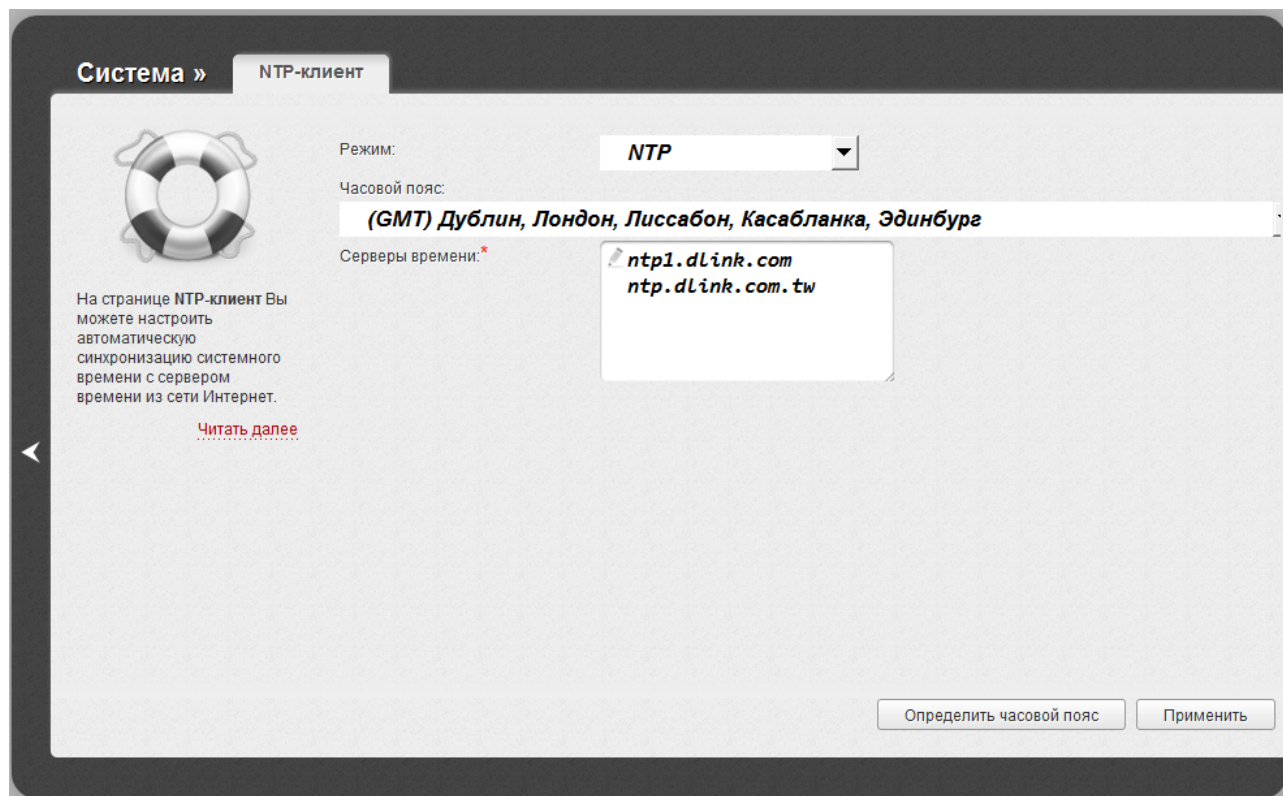 Система »
NTP-клиент
Режим:
NTP
Часовой пояс:
(GMT) Дублин, Лондон, Лиссабон, Касабланка, Эдинбург
Серверы времени:*
ntp1.dlink.com
ntp.dlink.com.tw
На странице NTP-клиент Вы
можете настроить
автоматическую
синхронизацию системного
времени с сервером
времени из сети Интернет.
Читать далее
Определить часовой пояс
Применить